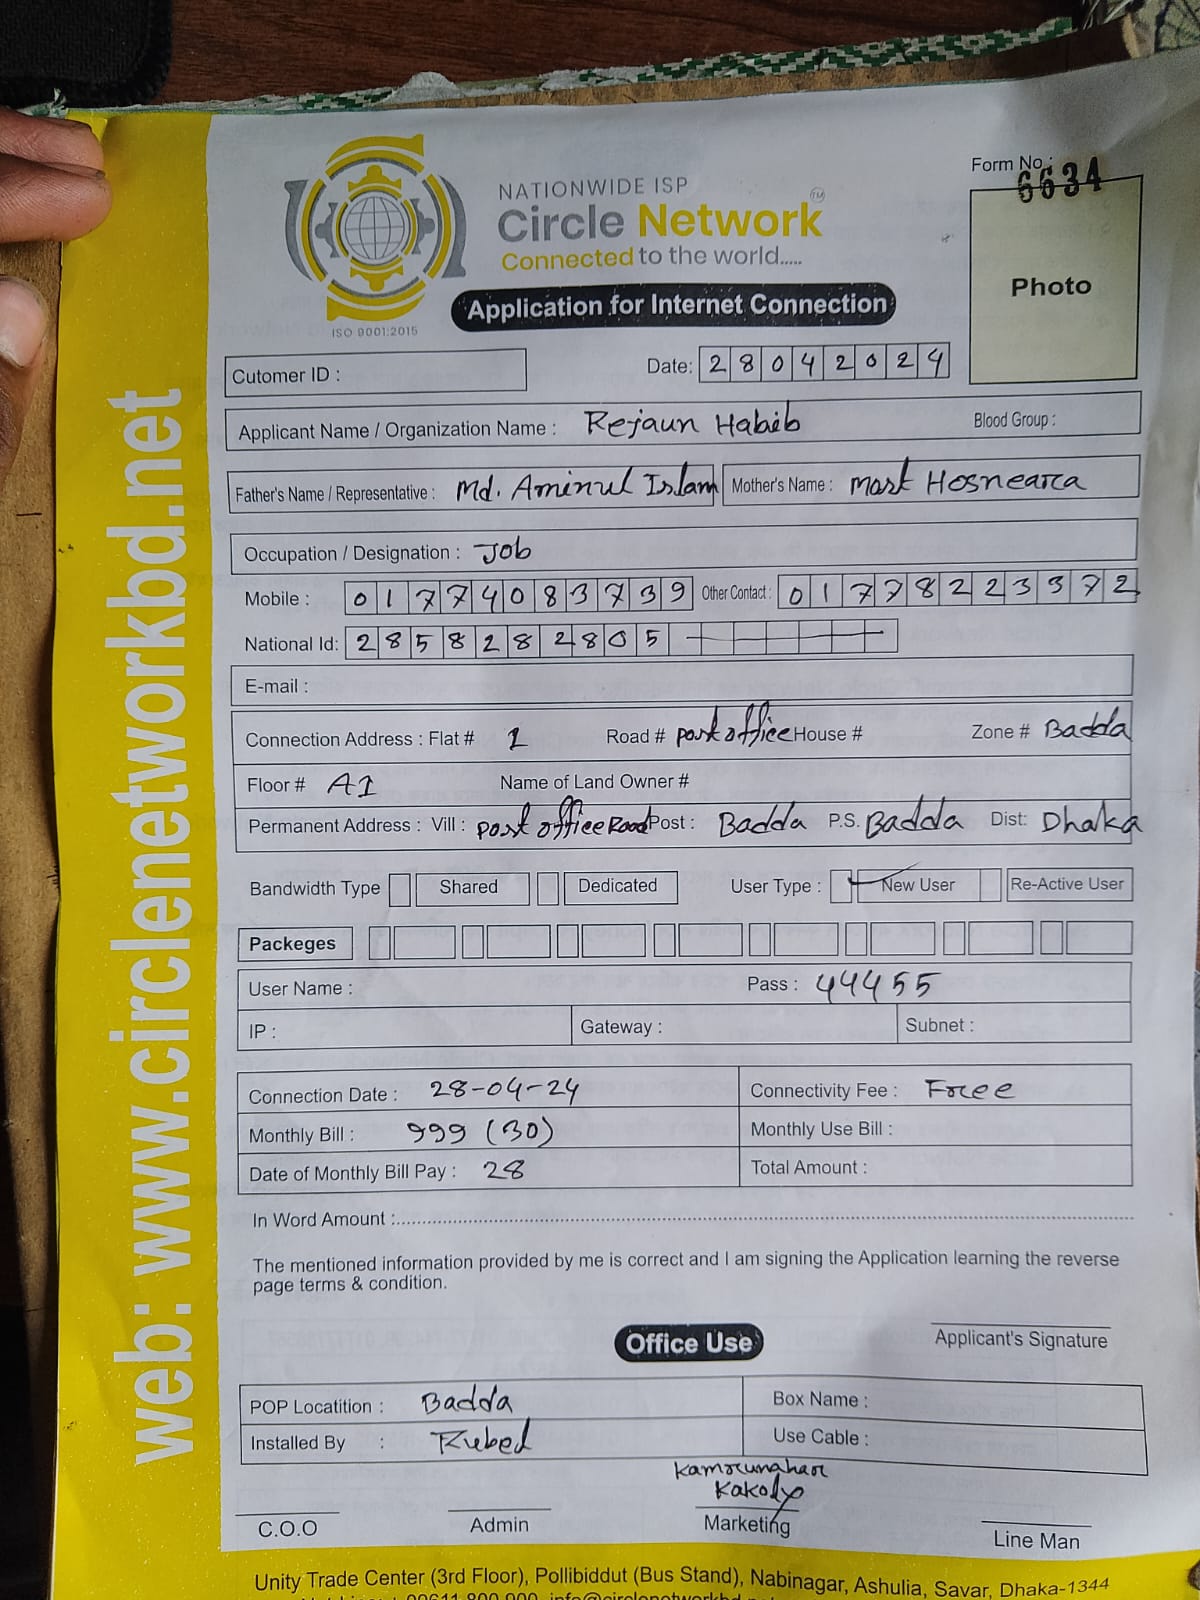 Form No.: 6634
NATIONWIDE ISP
Circle Network TM
Connected to the world.....
Photo
ISO 9001:2015
Application for Internet Connection
Cutomer ID :
Date: 28042024
Applicant Name / Organization Name : Rejaun Habib Blood Group :
Father's Name / Representative : Md. Aminul Islam Mother's Name : Most Hosneara
Occupation / Designation : Job
Mobile : 01774083739 Other Contact : 01778223372
National Id: 2858282805
E-mail :
Connection Address : Flat # 1 Road # post office House # Zone # Badda
Floor # A1 Name of Land Owner #
Permanent Address : Vill : post office Road Post : Badda P.S. Badda Dist: Dhaka
Bandwidth Type Shared Dedicated User Type : New User Re-Active User
Packeges
User Name : Pass : 44455
IP : Gateway : Subnet :
Connection Date : 28-04-24 Connectivity Fee : Free
Monthly Bill : 999 (30) Monthly Use Bill :
Date of Monthly Bill Pay : 28 Total Amount :
In Word Amount :
The mentioned information provided by me is correct and I am signing the Application learning the reverse
page terms & condition.
Applicant's Signature
Office Use
POP Locatition : Badda Box Name :
Installed By : Rubed Use Cable :
Kamrunahar
Kakoly
C.O.O Admin Marketing Line Man
Unity Trade Center (3rd Floor), Pollibiddut (Bus Stand), Nabinagar, Ashulia, Savar, Dhaka-1344
web: www.circlenetworkbd.net